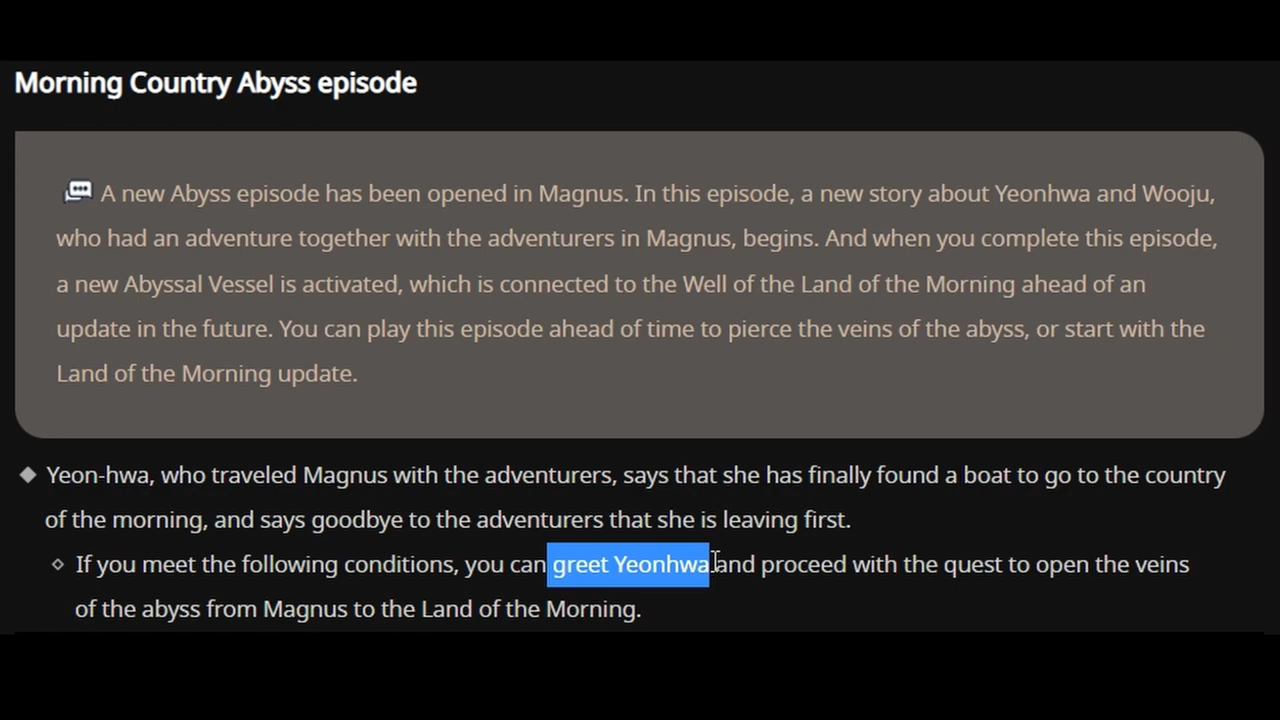 Morning Country Abyss episode
A new Abyss episode has been opened in Magnus. In this episode, a new story about Yeonhwa and Wooju,
who had an adventure together with the adventurers in Magnus, begins. And when you complete this episode,
a new Abyssal Vessel is activated, which is connected to the Well of the Land of the Morning ahead of an
update in the future. You can play this episode ahead of time to pierce the veins of the abyss, or start with the
Land of the Morning update.
Yeon-hwa, who traveled Magnus with the adventurers, says that she has finally found a boat to go to the country
of the morning, and says goodbye to the adventurers that she is leaving first.
If you meet the following conditions, you can greet Yeonhwa and proceed with the quest to open the veins
of the abyss from Magnus to the Land of the Morning.